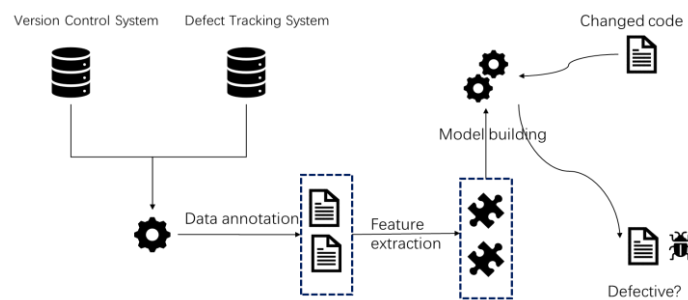 Version Control System
Defect Tracking System
Changed code
Model building
Data annotation
Feature
extraction
Defective?